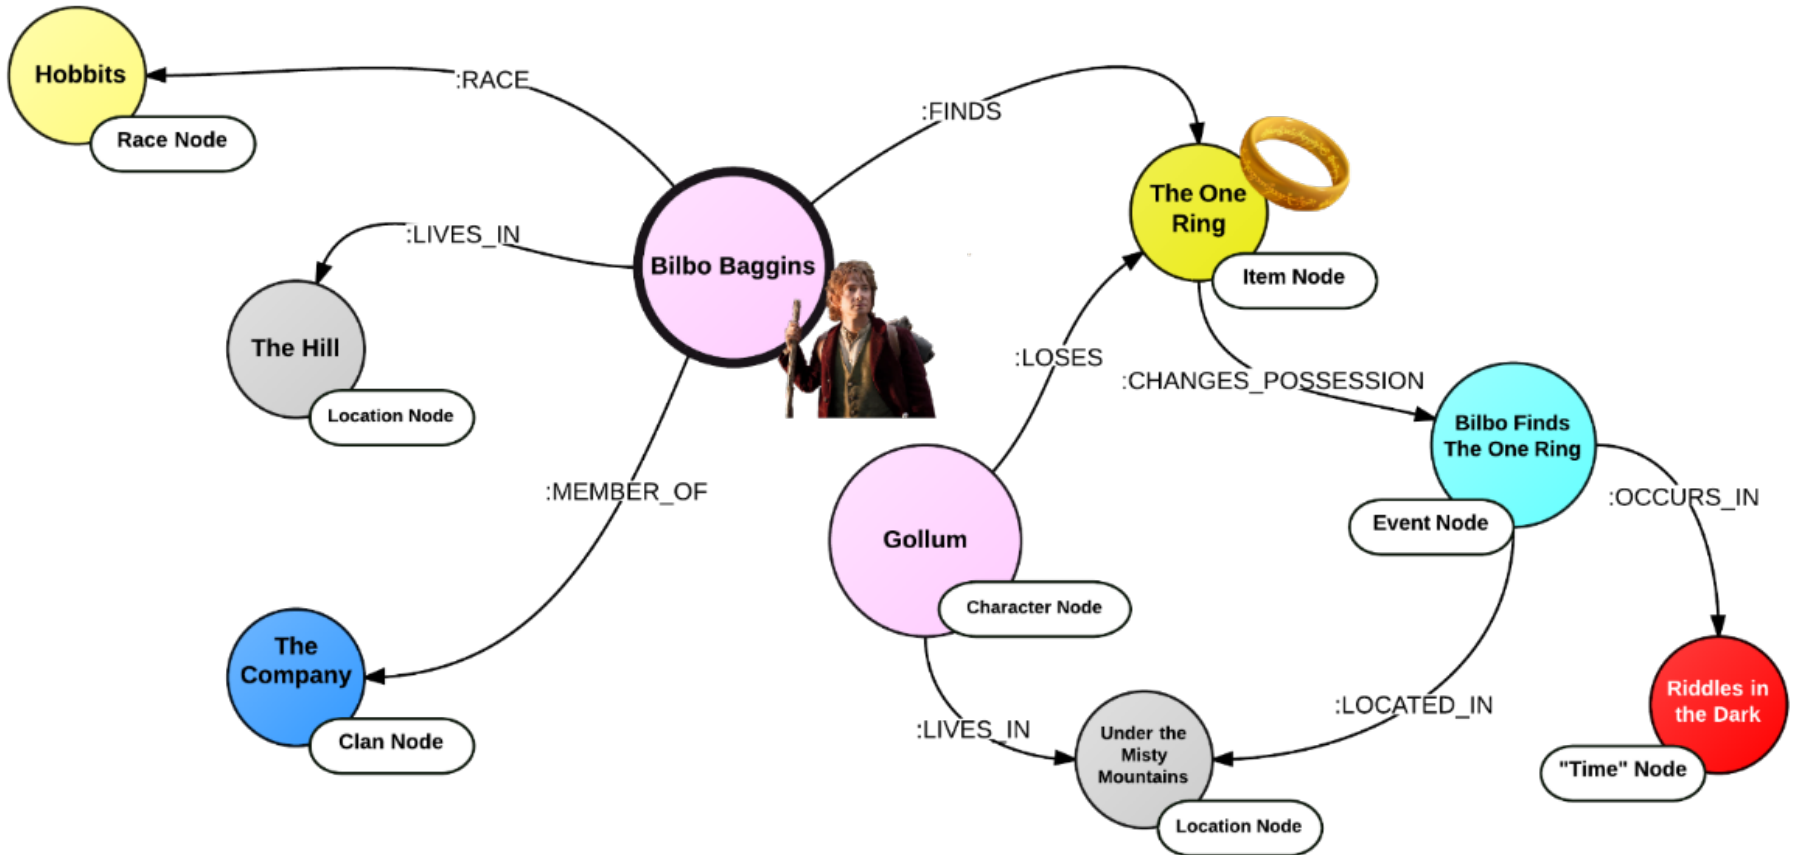 Hobbits
Race Node
:RACE
:FINDS
The One
Ring
Item Node
:LIVES_IN
Bilbo Baggins
The Hill
Location Node
:LOSES
:CHANGES_POSSESSION
Bilbo Finds
The One Ring
Event Node
:OCCURS_IN
:MEMBER_OF
Gollum
Character Node
The
Company
Clan Node
:LIVES_IN
:LOCATED_IN
Under the
Misty
Mountains
Location Node
Riddles in
the Dark
"Time" Node